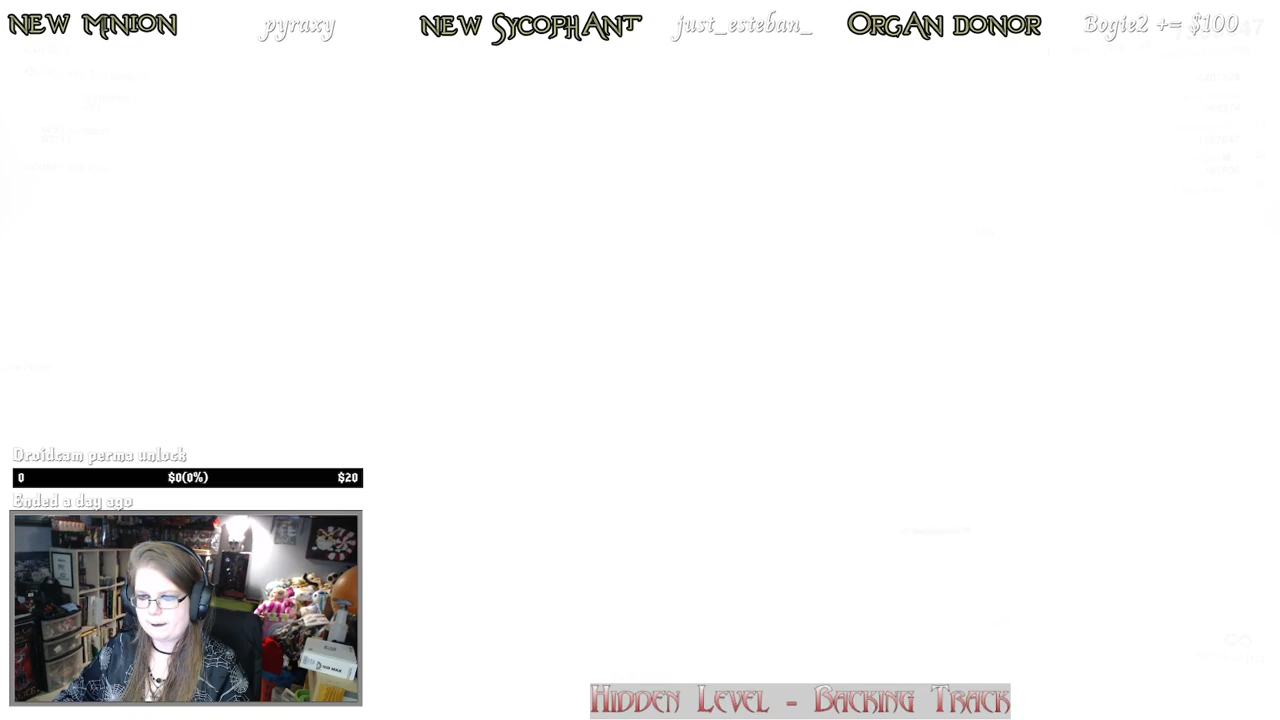 NEW MINION
pyraxy
NEW SYCOPHANT
just_esteban_
ORGAN DONOR
Bogie2 += $100
Droidcam perma unlock
0 $0(0%) $20
Ended a day ago
HIDDEN LEVEL - BACKING TRACK